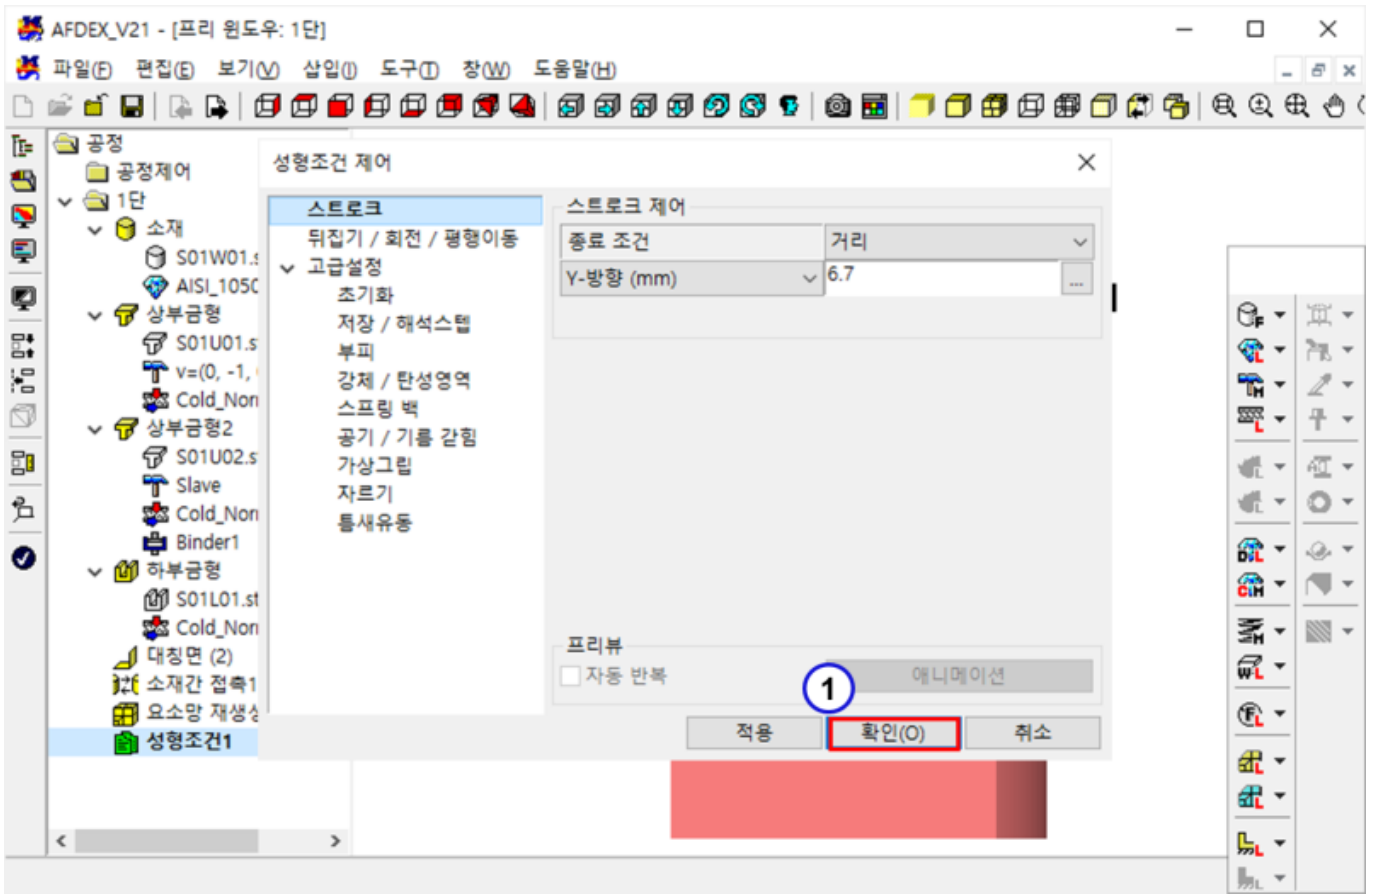 AFDEX_V21 - [프리 윈도우: 1단]
파일(F) 편집(E) 보기(V) 삽입(I) 도구(T) 창(W) 도움말(H)
공정
공정제어
1단
소재
S01W01.s
AISI_1050
상부금형
S01U01.s
v=(0, -1,
Cold_Nor
상부금형2
S01U02.s
Slave
Cold_Nor
Binder1
하부금형
S01L01.st
Cold_Nor
대칭면 (2)
소재간 접촉1
요소망 재생성
성형조건1
성형조건 제어
스트로크
뒤집기 / 회전 / 평행이동
고급설정
초기화
저장 / 해석스텝
부피
강체 / 탄성영역
스프링 백
공기 / 기름 갇힘
가상그립
자르기
틈새유동
스트로크 제어
종료 조건 거리
Y-방향 (mm) 6.7 ...
프리뷰
자동 반복 애니메이션
1
적용 확인(O) 취소